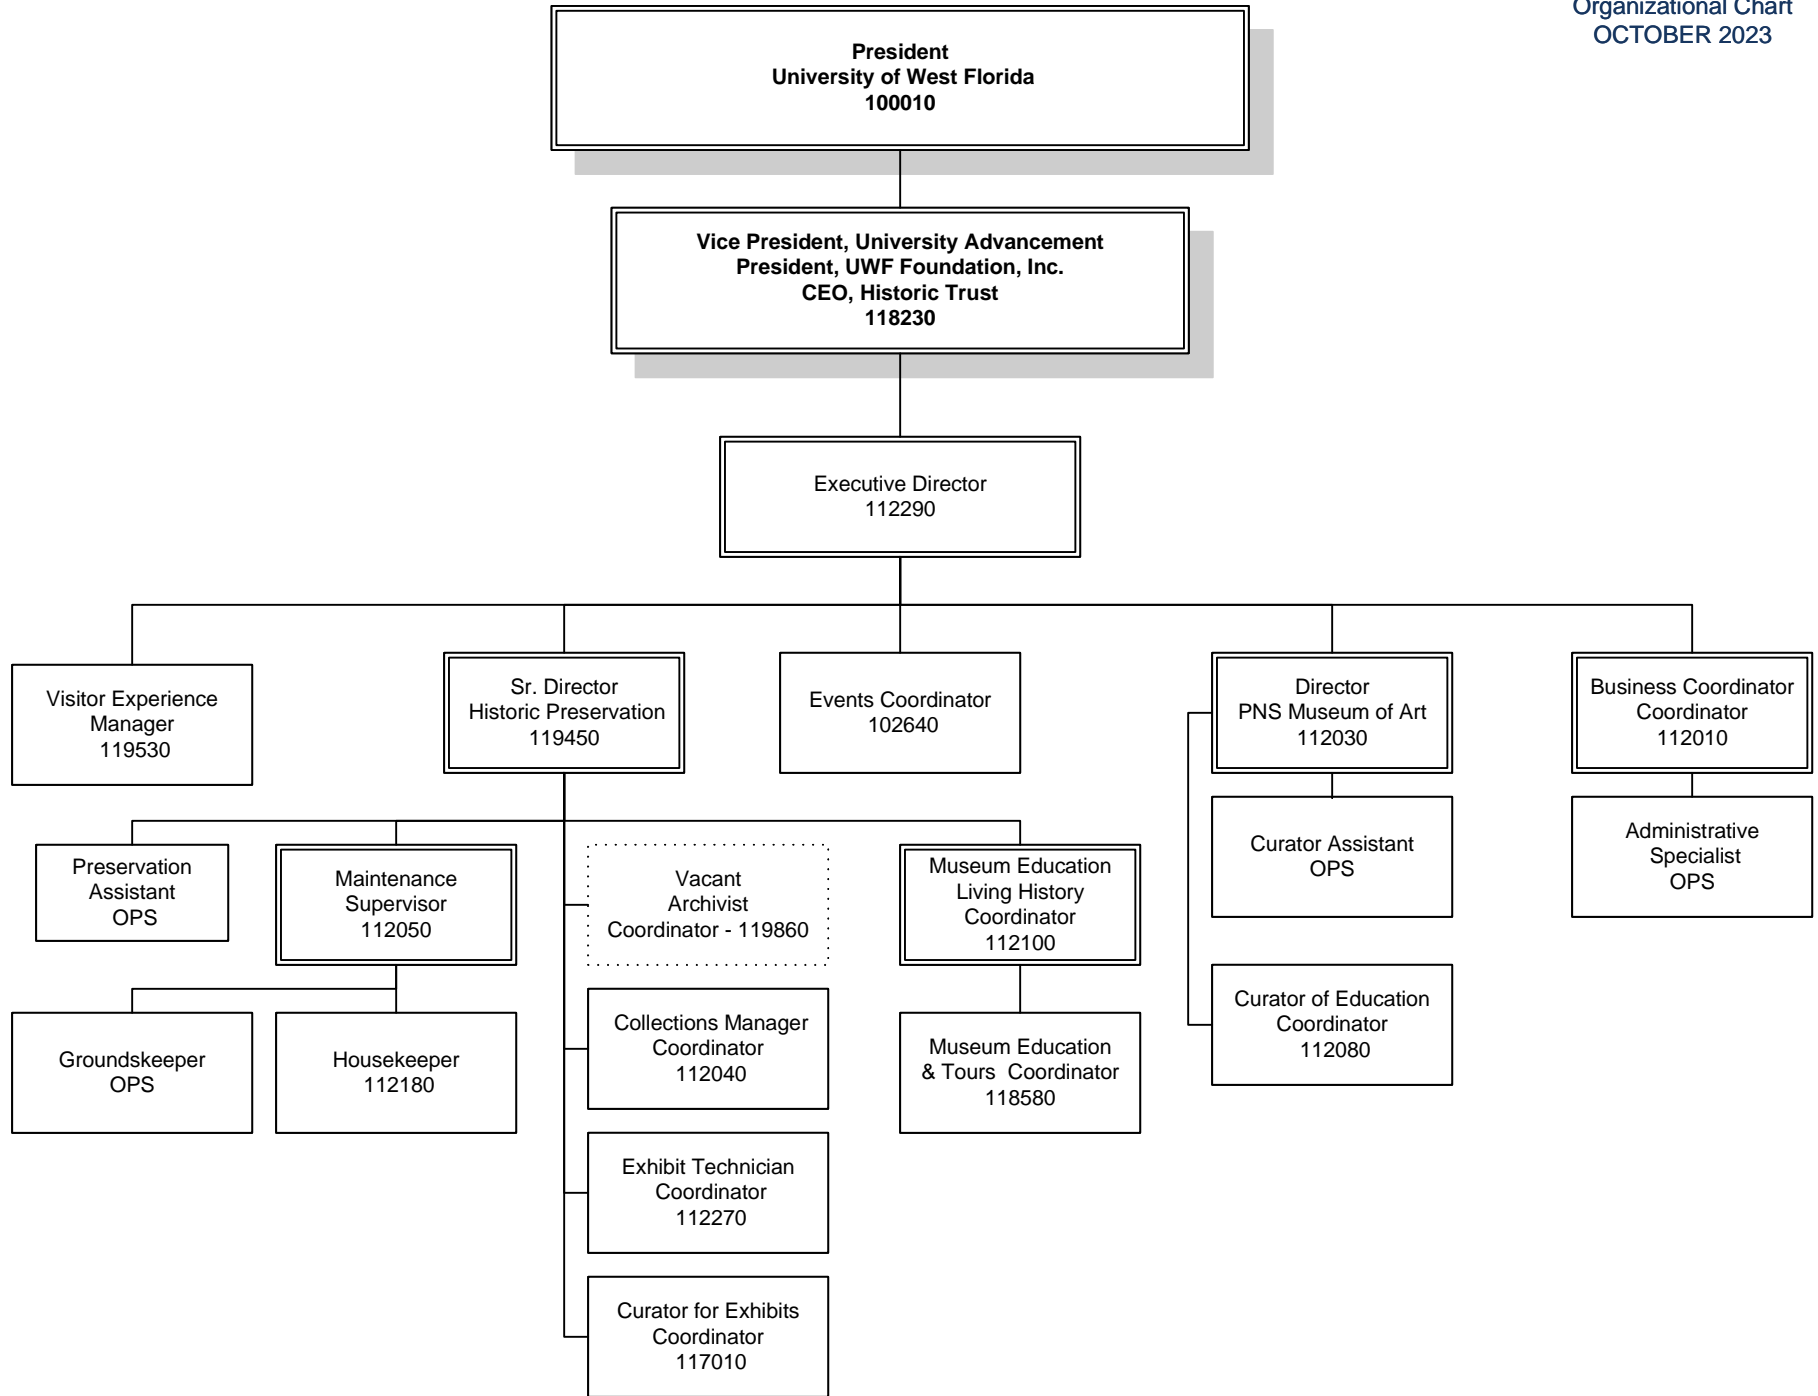 Organizational Chart
OCTOBER 2023
President
University of West Florida
100010
Vice President, University Advancement
President, UWF Foundation, Inc.
CEO, Historic Trust
118230
Executive Director
112290
Visitor Experience
Manager
119530
Sr. Director
Historic Preservation
119450
Events Coordinator
102640
Director
PNS Museum of Art
112030
Business Coordinator
Coordinator
112010
Preservation
Assistant
OPS
Maintenance
Supervisor
112050
Vacant
Archivist
Coordinator - 119860
Museum Education
Living History
Coordinator
112100
Curator Assistant
OPS
Administrative
Specialist
OPS
Groundskeeper
OPS
Housekeeper
112180
Collections Manager
Coordinator
112040
Museum Education
& Tours  Coordinator
118580
Curator of Education
Coordinator
112080
Exhibit Technician
Coordinator
112270
Curator for Exhibits
Coordinator
117010